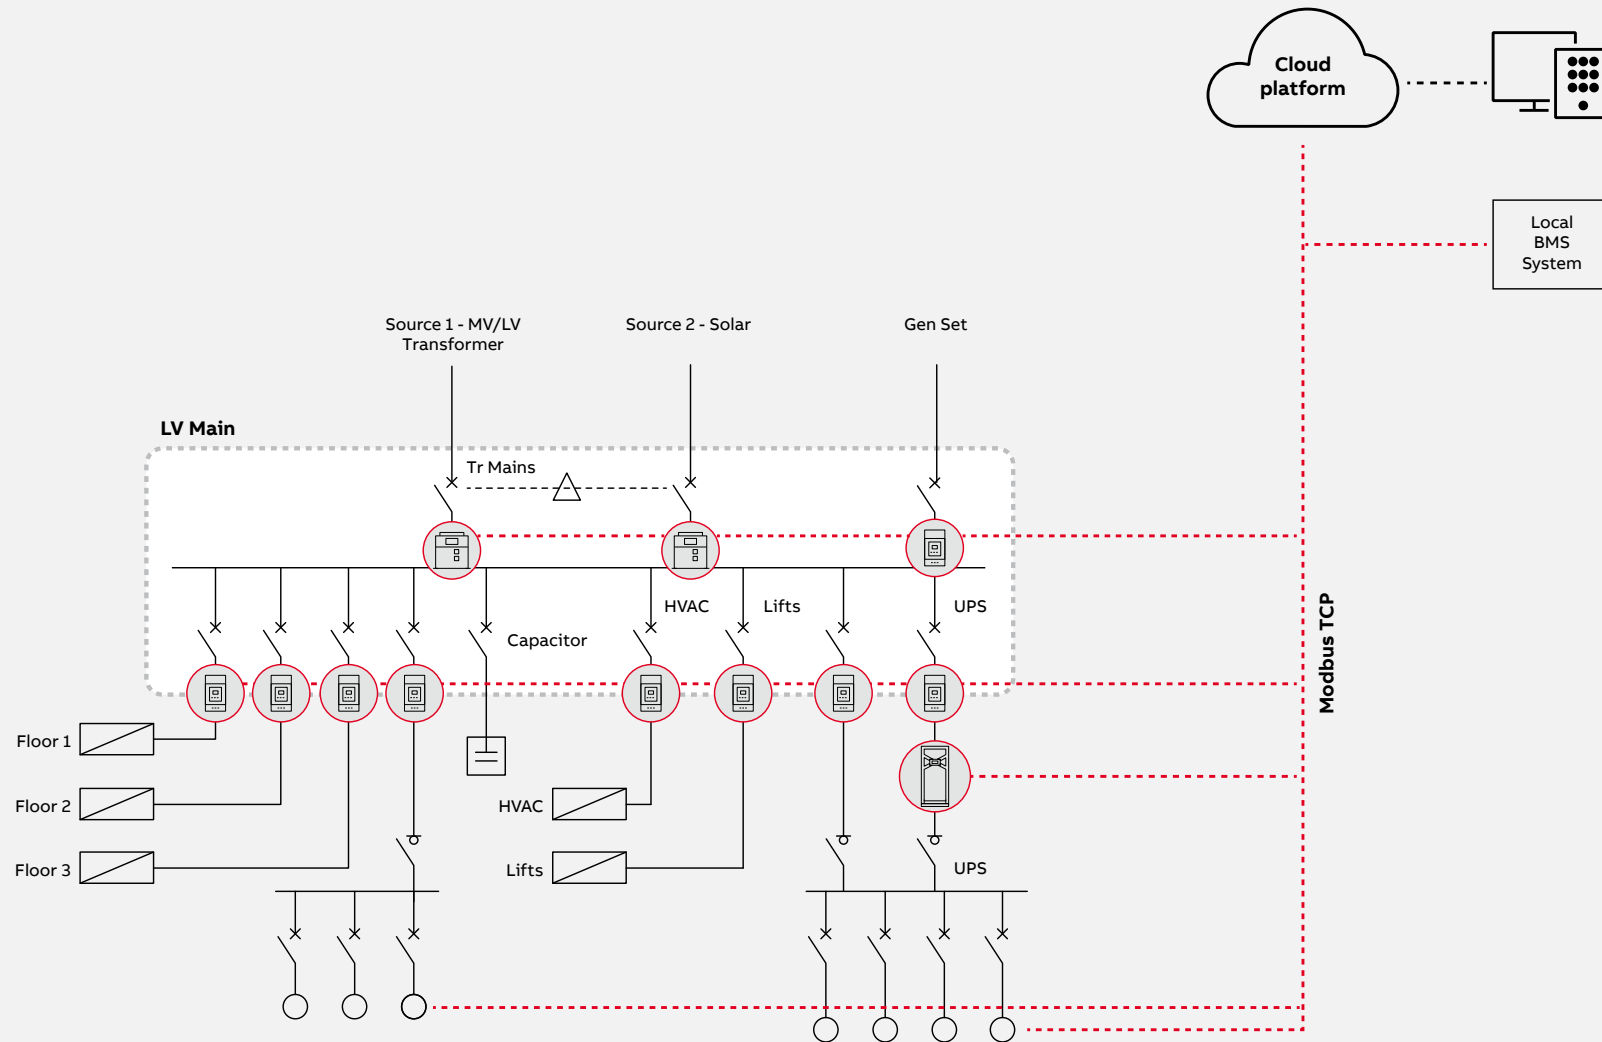 Cloud
platform
Local
BMS
System
Source 1 - MV/LV
Transformer
Source 2 - Solar
Gen Set
LV Main
Tr Mains
HVAC
Lifts
UPS
Capacitor
Modbus TCP
Floor 1
Floor 2
HVAC
Floor 3
Lifts
UPS